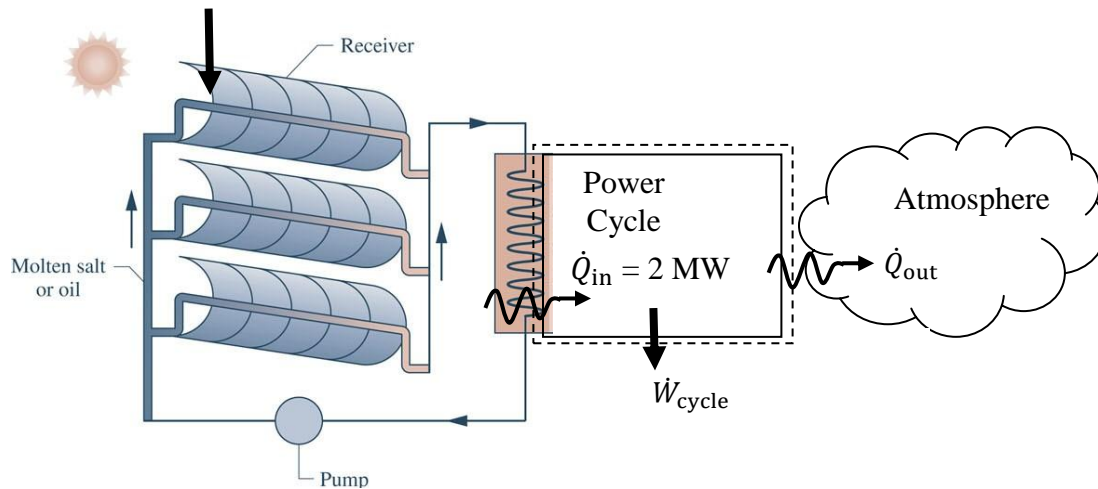 Receiver
Power
Cycle
Q̇in = 2 MW
Atmosphere
Q̇out
Molten salt
or oil
Ẇcycle
Pump